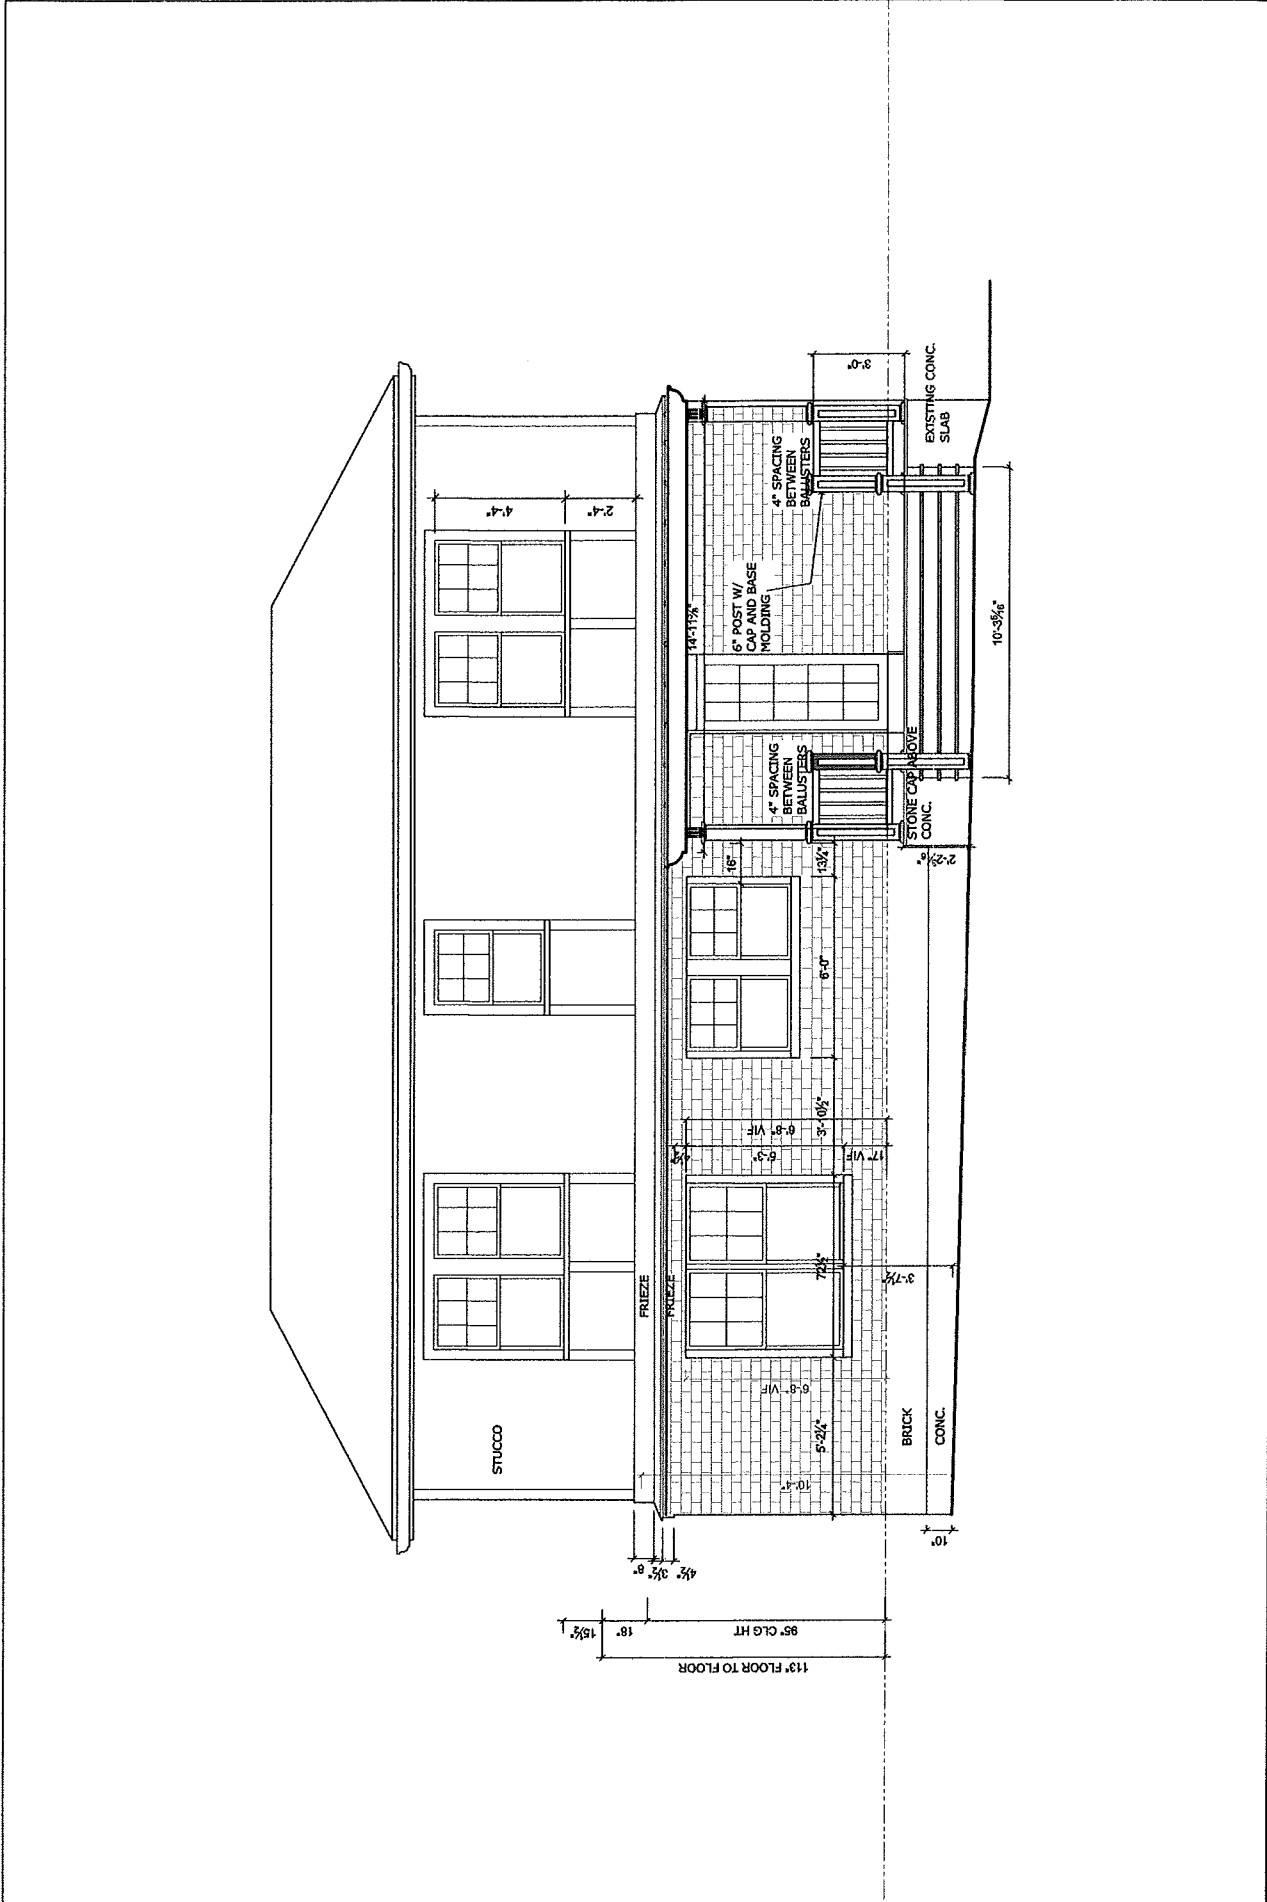 STUCCO
4'-4"
2'-4"
FRIEZE
FRIEZE
8"
3½"
4½"
15½"
18"
95" CLG HT
113" FLOOR TO FLOOR
14'-11⅝"
6" POST W/
CAP AND BASE
MOLDING
4" SPACING
BETWEEN
BALUSTERS
4" SPACING
BETWEEN
BALUSTERS
3'-0"
EXISTING CONC.
SLAB
STONE CAP ABOVE
CONC.
10'-3⁵⁄₁₆"
16"
13¼"
6'-0"
3'-10½"
6'-8" VIF
4½"
5'-3"
17" VIF
72½"
3'-7½"
6'-8" VIF
5'-2¼"
10'-4"
BRICK
CONC.
10"